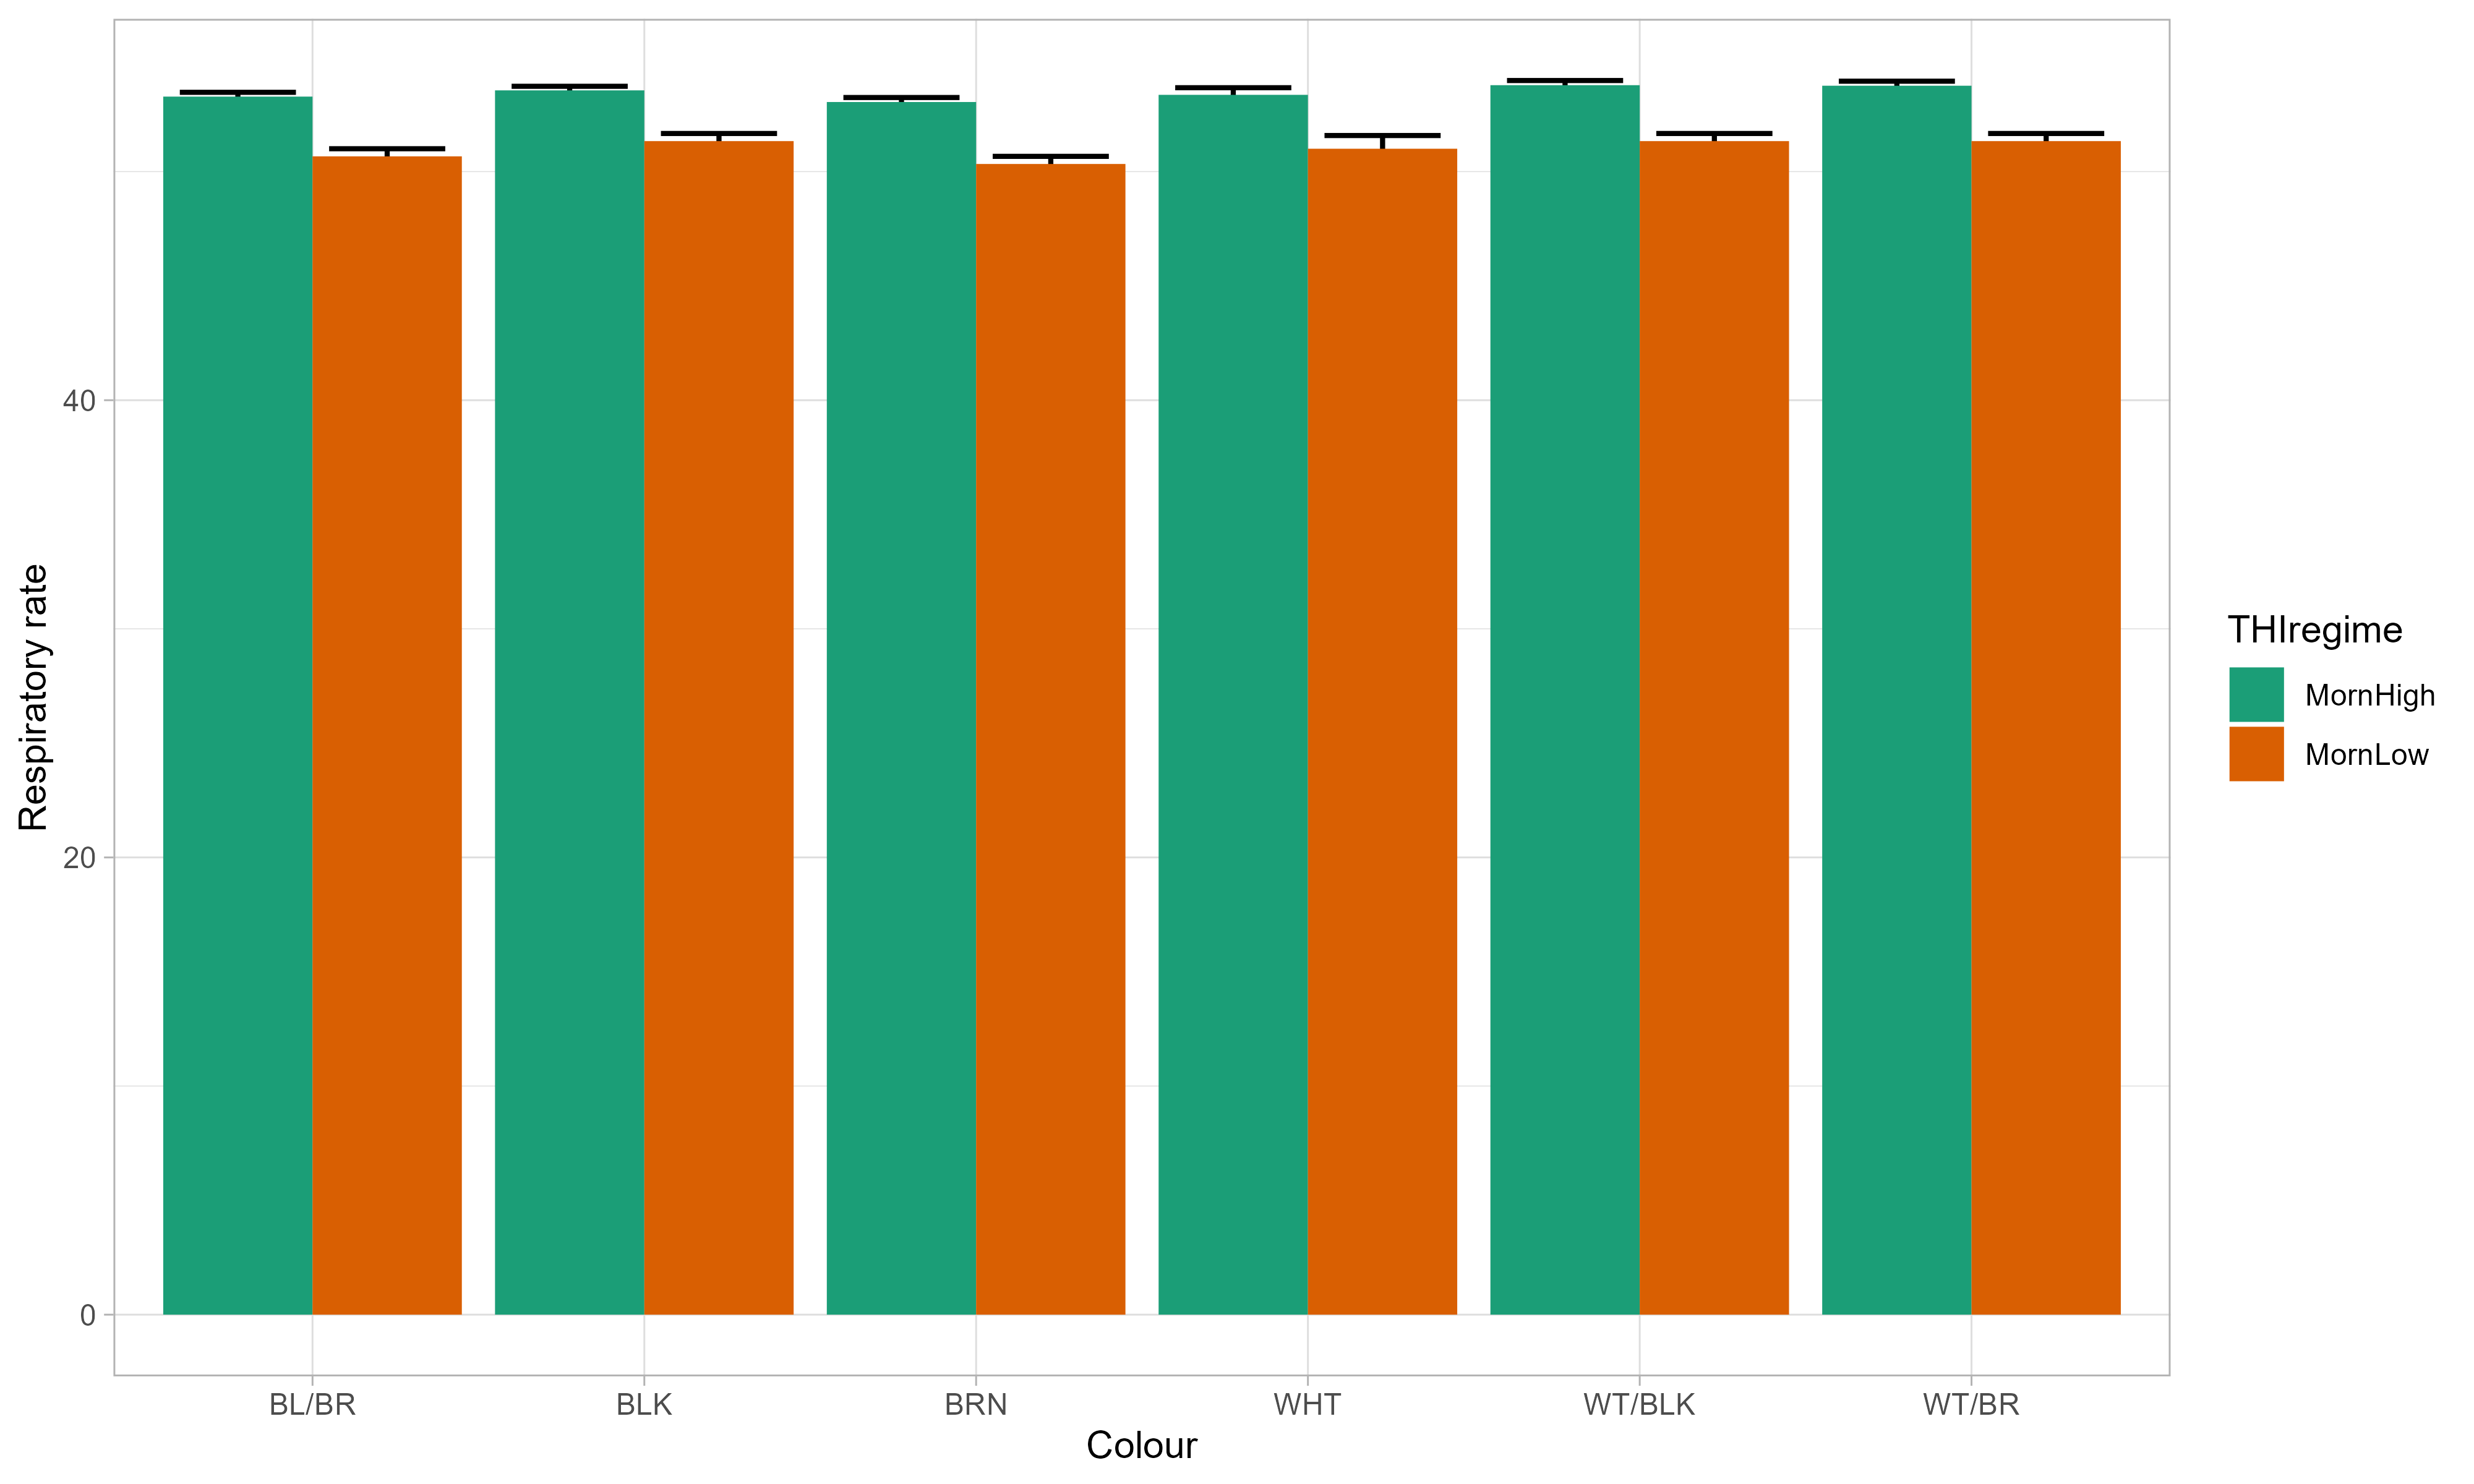 Respiratory rate
40
20
0
BL/BR BLK BRN WHT WT/BLK WT/BR
Colour
THIregime
MornHigh
MornLow